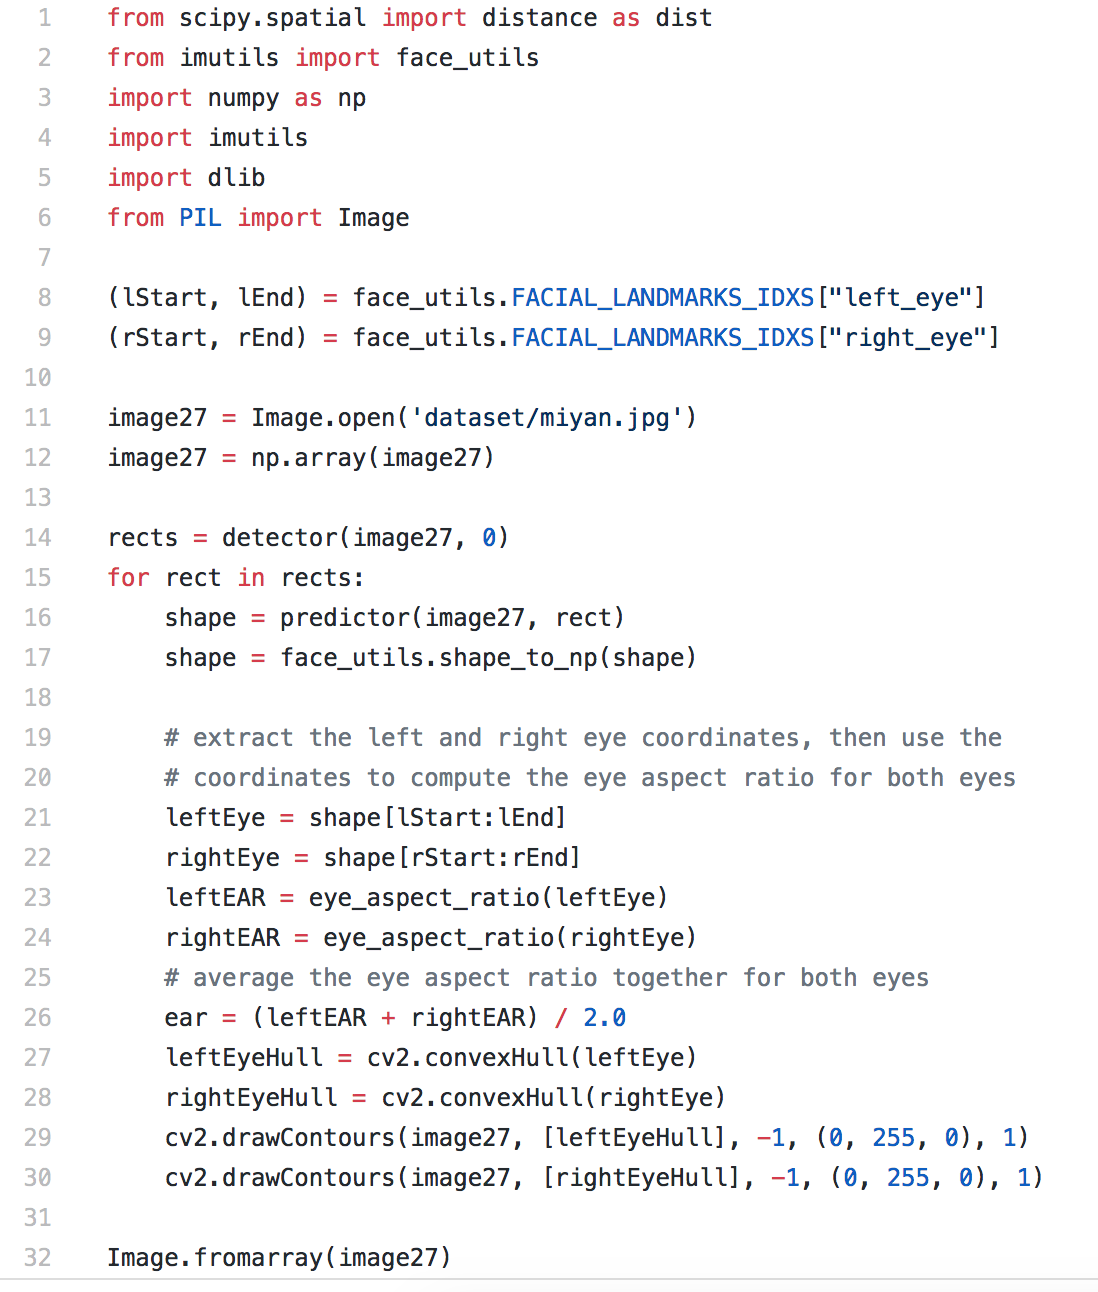 1 from scipy.spatial import distance as dist
2 from imutils import face_utils
3 import numpy as np
4 import imutils
5 import dlib
6 from PIL import Image
7
8 (lStart, lEnd) = face_utils.FACIAL_LANDMARKS_IDXS["left_eye"]
9 (rStart, rEnd) = face_utils.FACIAL_LANDMARKS_IDXS["right_eye"]
10
11 image27 = Image.open('dataset/miyan.jpg')
12 image27 = np.array(image27)
13
14 rects = detector(image27, 0)
15 for rect in rects:
16     shape = predictor(image27, rect)
17     shape = face_utils.shape_to_np(shape)
18
19     # extract the left and right eye coordinates, then use the
20     # coordinates to compute the eye aspect ratio for both eyes
21     leftEye = shape[lStart:lEnd]
22     rightEye = shape[rStart:rEnd]
23     leftEAR = eye_aspect_ratio(leftEye)
24     rightEAR = eye_aspect_ratio(rightEye)
25     # average the eye aspect ratio together for both eyes
26     ear = (leftEAR + rightEAR) / 2.0
27     leftEyeHull = cv2.convexHull(leftEye)
28     rightEyeHull = cv2.convexHull(rightEye)
29     cv2.drawContours(image27, [leftEyeHull], -1, (0, 255, 0), 1)
30     cv2.drawContours(image27, [rightEyeHull], -1, (0, 255, 0), 1)
31
32 Image.fromarray(image27)